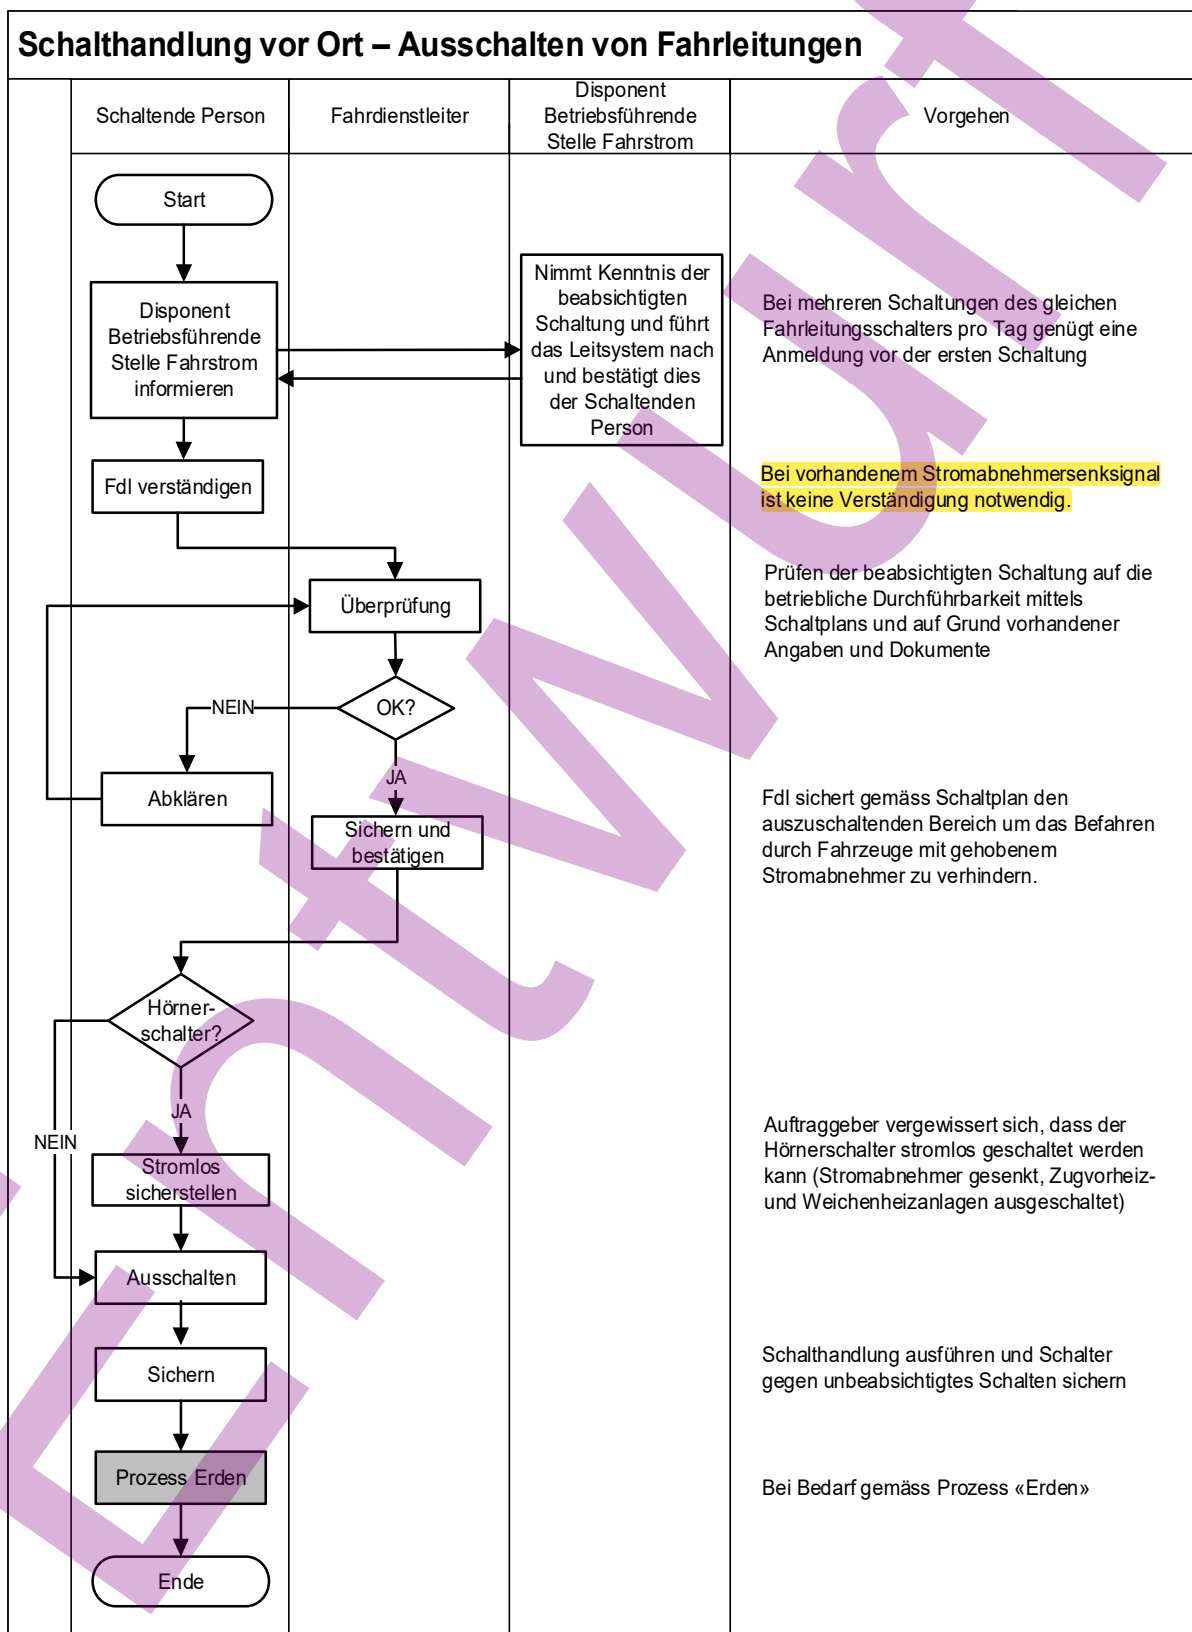 Schalthandlung vor Ort – Ausschalten von Fahrleitungen
Schaltende Person
Fahrdienstleiter
Disponent
Betriebsführende
Stelle Fahrstrom
Vorgehen
Start
Disponent
Betriebsführende
Stelle Fahrstrom
informieren
Nimmt Kenntnis der
beabsichtigten
Schaltung und führt
das Leitsystem nach
und bestätigt dies
der Schaltenden
Person
Bei mehreren Schaltungen des gleichen
Fahrleitungsschalters pro Tag genügt eine
Anmeldung vor der ersten Schaltung
Fdl verständigen
Bei vorhandenem Stromabnehmersenksignal
ist keine Verständigung notwendig.
Überprüfung
Prüfen der beabsichtigten Schaltung auf die
betriebliche Durchführbarkeit mittels
Schaltplans und auf Grund vorhandener
Angaben und Dokumente
OK?
NEIN
JA
Abklären
Sichern und
bestätigen
Fdl sichert gemäss Schaltplan den
auszuschaltenden Bereich um das Befahren
durch Fahrzeuge mit gehobenem
Stromabnehmer zu verhindern.
Hörner-
schalter?
JA
NEIN
Stromlos
sicherstellen
Auftraggeber vergewissert sich, dass der
Hörnerschalter stromlos geschaltet werden
kann (Stromabnehmer gesenkt, Zugvorheiz-
und Weichenheizanlagen ausgeschaltet)
Ausschalten
Sichern
Schalthandlung ausführen und Schalter
gegen unbeabsichtigtes Schalten sichern
Prozess Erden
Bei Bedarf gemäss Prozess «Erden»
Ende
Entwurf